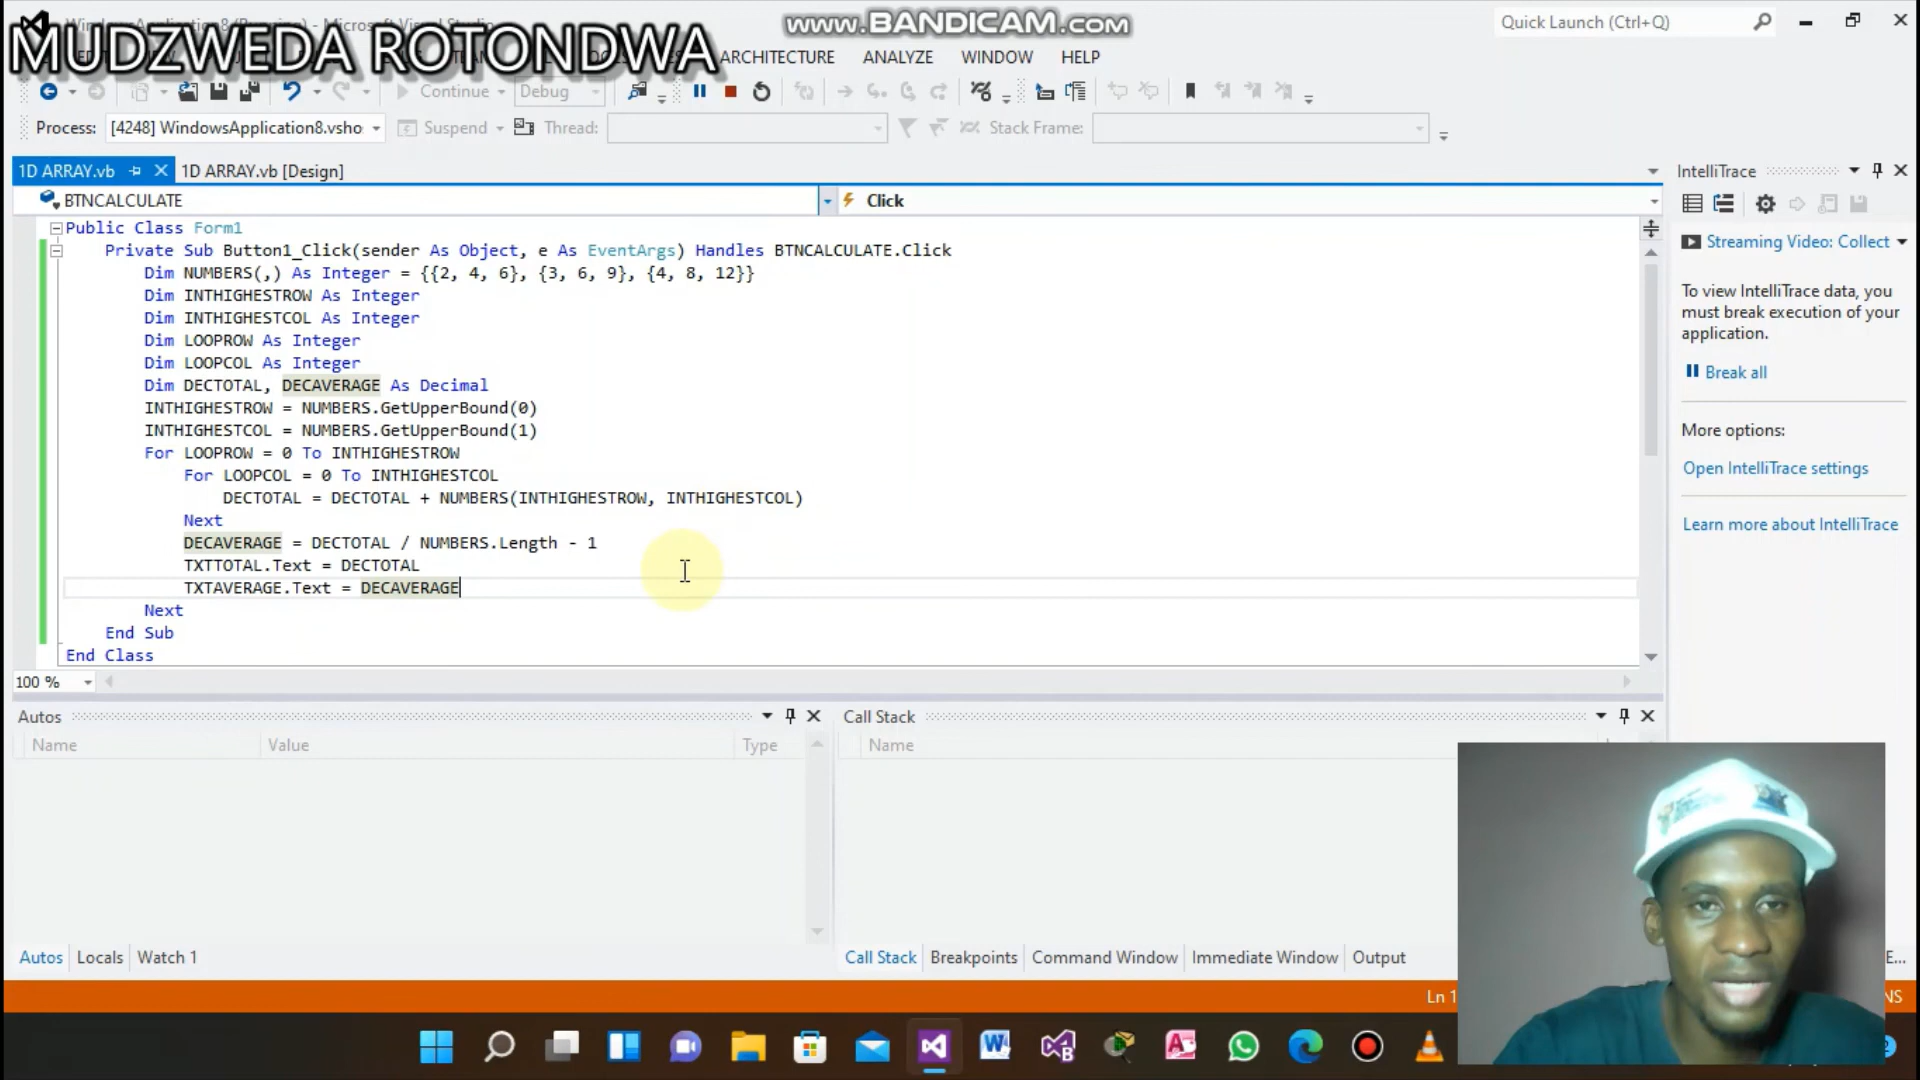 MUDZWEDA ROTONDWA
www.BANDICAM.com
Quick Launch (Ctrl+Q)
ARCHITECTURE ANALYZE WINDOW HELP
Continue Debug
Process: [4248] WindowsApplication8.vsho Suspend Thread: Stack Frame:
1D ARRAY.vb 1D ARRAY.vb [Design]
BTNCALCULATE Click
Public Class Form1
Private Sub Button1_Click(sender As Object, e As EventArgs) Handles BTNCALCULATE.Click
Dim NUMBERS(,) As Integer = {{2, 4, 6}, {3, 6, 9}, {4, 8, 12}}
Dim INTHIGHESTROW As Integer
Dim INTHIGHESTCOL As Integer
Dim LOOPROW As Integer
Dim LOOPCOL As Integer
Dim DECTOTAL, DECAVERAGE As Decimal
INTHIGHESTROW = NUMBERS.GetUpperBound(0)
INTHIGHESTCOL = NUMBERS.GetUpperBound(1)
For LOOPROW = 0 To INTHIGHESTROW
For LOOPCOL = 0 To INTHIGHESTCOL
DECTOTAL = DECTOTAL + NUMBERS(INTHIGHESTROW, INTHIGHESTCOL)
Next
DECAVERAGE = DECTOTAL / NUMBERS.Length - 1
TXTTOTAL.Text = DECTOTAL
TXTAVERAGE.Text = DECAVERAGE
Next
End Sub
End Class
100 %
IntelliTrace
Streaming Video: Collect
To view IntelliTrace data, you
must break execution of your
application.
Break all
More options:
Open IntelliTrace settings
Learn more about IntelliTrace
Autos
Name Value Type
Call Stack
Name
Autos Locals Watch 1
Call Stack Breakpoints Command Window Immediate Window Output
E...
Ln 1
NS